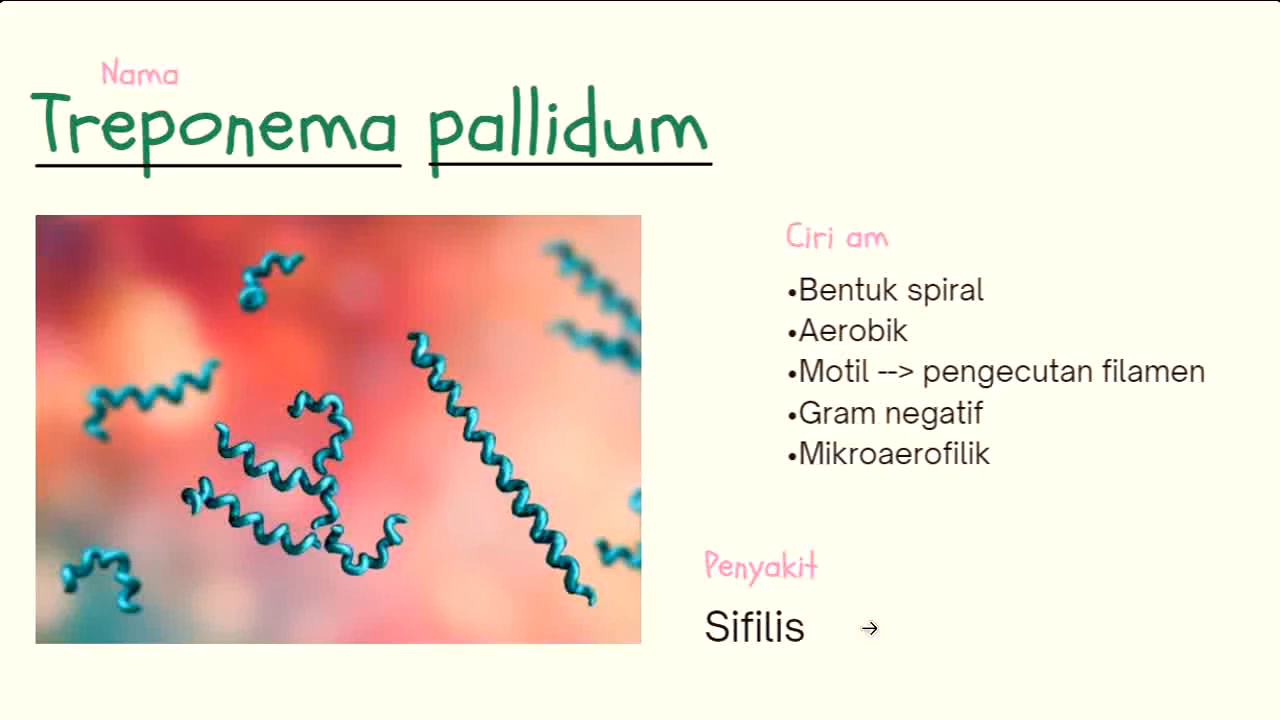 Nama
Treponema pallidum
Ciri am
•Bentuk spiral
•Aerobik
•Motil --> pengecutan filamen
•Gram negatif
•Mikroaerofilik
Penyakit
Sifilis →